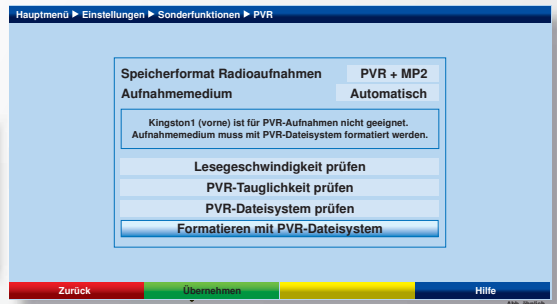 Hauptmenü ▶ Einstellungen ▶ Sonderfunktionen ▶ PVR
Speicherformat Radioaufnahmen PVR + MP2
Aufnahmemedium Automatisch
Kingston1 (vorne) ist für PVR-Aufnahmen nicht geeignet.
Aufnahmemedium muss mit PVR-Dateisystem formatiert werden.
Lesegeschwindigkeit prüfen
PVR-Tauglichkeit prüfen
PVR-Dateisystem prüfen
Formatieren mit PVR-Dateisystem
Zurück Übernehmen Hilfe
Abb. ähnlich